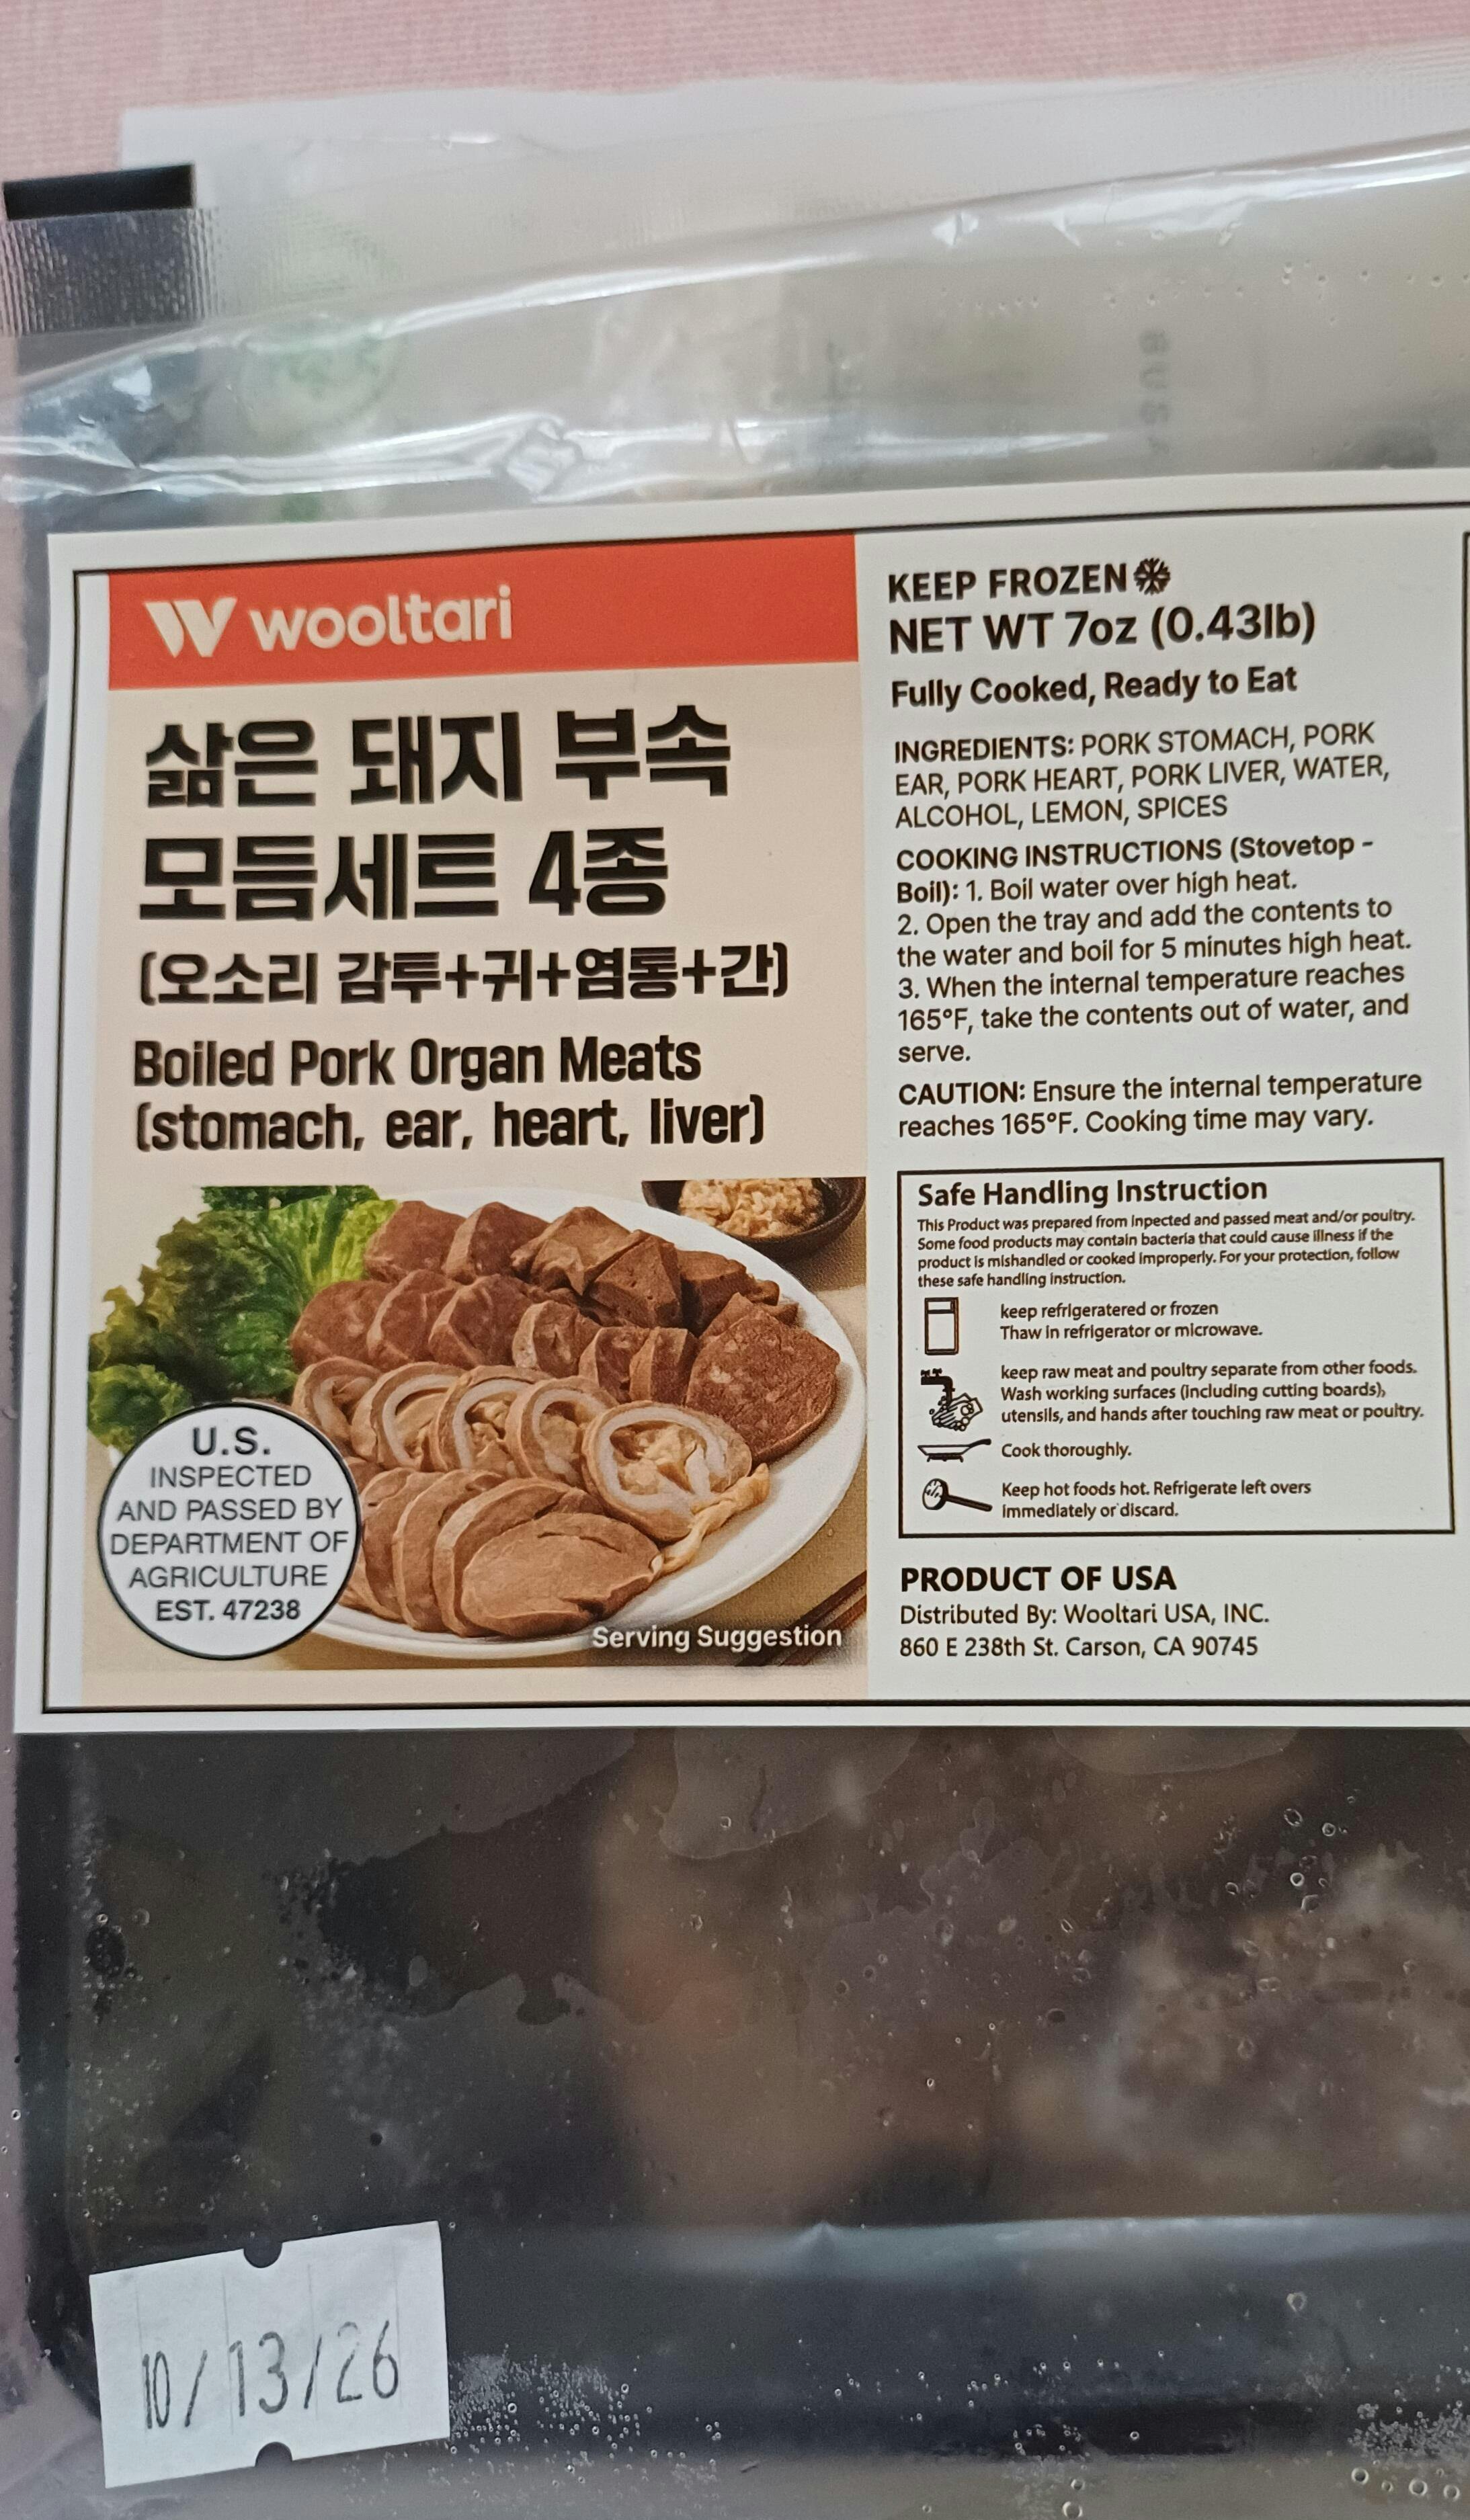 wooltari
삶은 돼지 부속
모듬세트 4종
(오소리 감투+귀+염통+간)
Boiled Pork Organ Meats
(stomach, ear, heart, liver)
U.S.
INSPECTED
AND PASSED BY
DEPARTMENT OF
AGRICULTURE
EST. 47238
Serving Suggestion
KEEP FROZEN
NET WT 7oz (0.43lb)
Fully Cooked, Ready to Eat
INGREDIENTS: PORK STOMACH, PORK
EAR, PORK HEART, PORK LIVER, WATER,
ALCOHOL, LEMON, SPICES
COOKING INSTRUCTIONS (Stovetop -
Boil): 1. Boil water over high heat.
2. Open the tray and add the contents to
the water and boil for 5 minutes high heat.
3. When the internal temperature reaches
165°F, take the contents out of water, and
serve.
CAUTION: Ensure the internal temperature
reaches 165°F. Cooking time may vary.
Safe Handling Instruction
This Product was prepared from inpected and passed meat and/or poultry.
Some food products may contain bacteria that could cause illness if the
product is mishandled or cooked improperly. For your protection, follow
these safe handling instruction.
keep refrigeratered or frozen
Thaw in refrigerator or microwave.
keep raw meat and poultry separate from other foods.
Wash working surfaces (including cutting boards),
utensils, and hands after touching raw meat or poultry.
Cook thoroughly.
Keep hot foods hot. Refrigerate left overs
immediately or discard.
PRODUCT OF USA
Distributed By: Wooltari USA, INC.
860 E 238th St. Carson, CA 90745
10/13/26